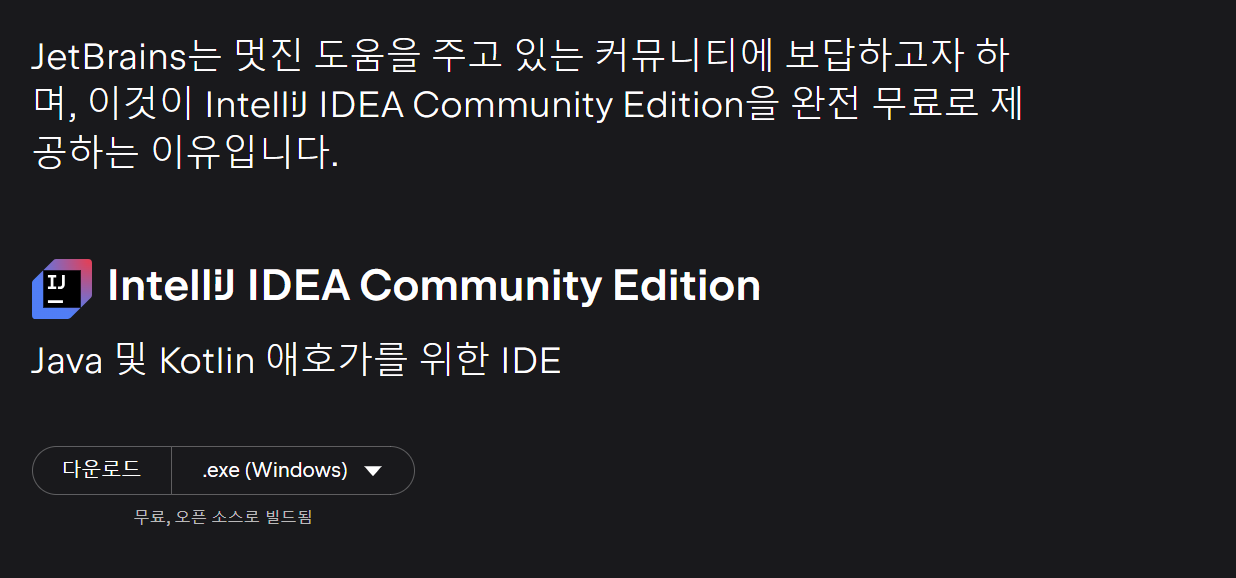 JetBrains는 멋진 도움을 주고 있는 커뮤니티에 보답하고자 하
며, 이것이 IntelliJ IDEA Community Edition을 완전 무료로 제
공하는 이유입니다.
IJ
IntelliJ IDEA Community Edition
Java 및 Kotlin 애호가를 위한 IDE
다운로드 .exe (Windows)
무료, 오픈 소스로 빌드됨